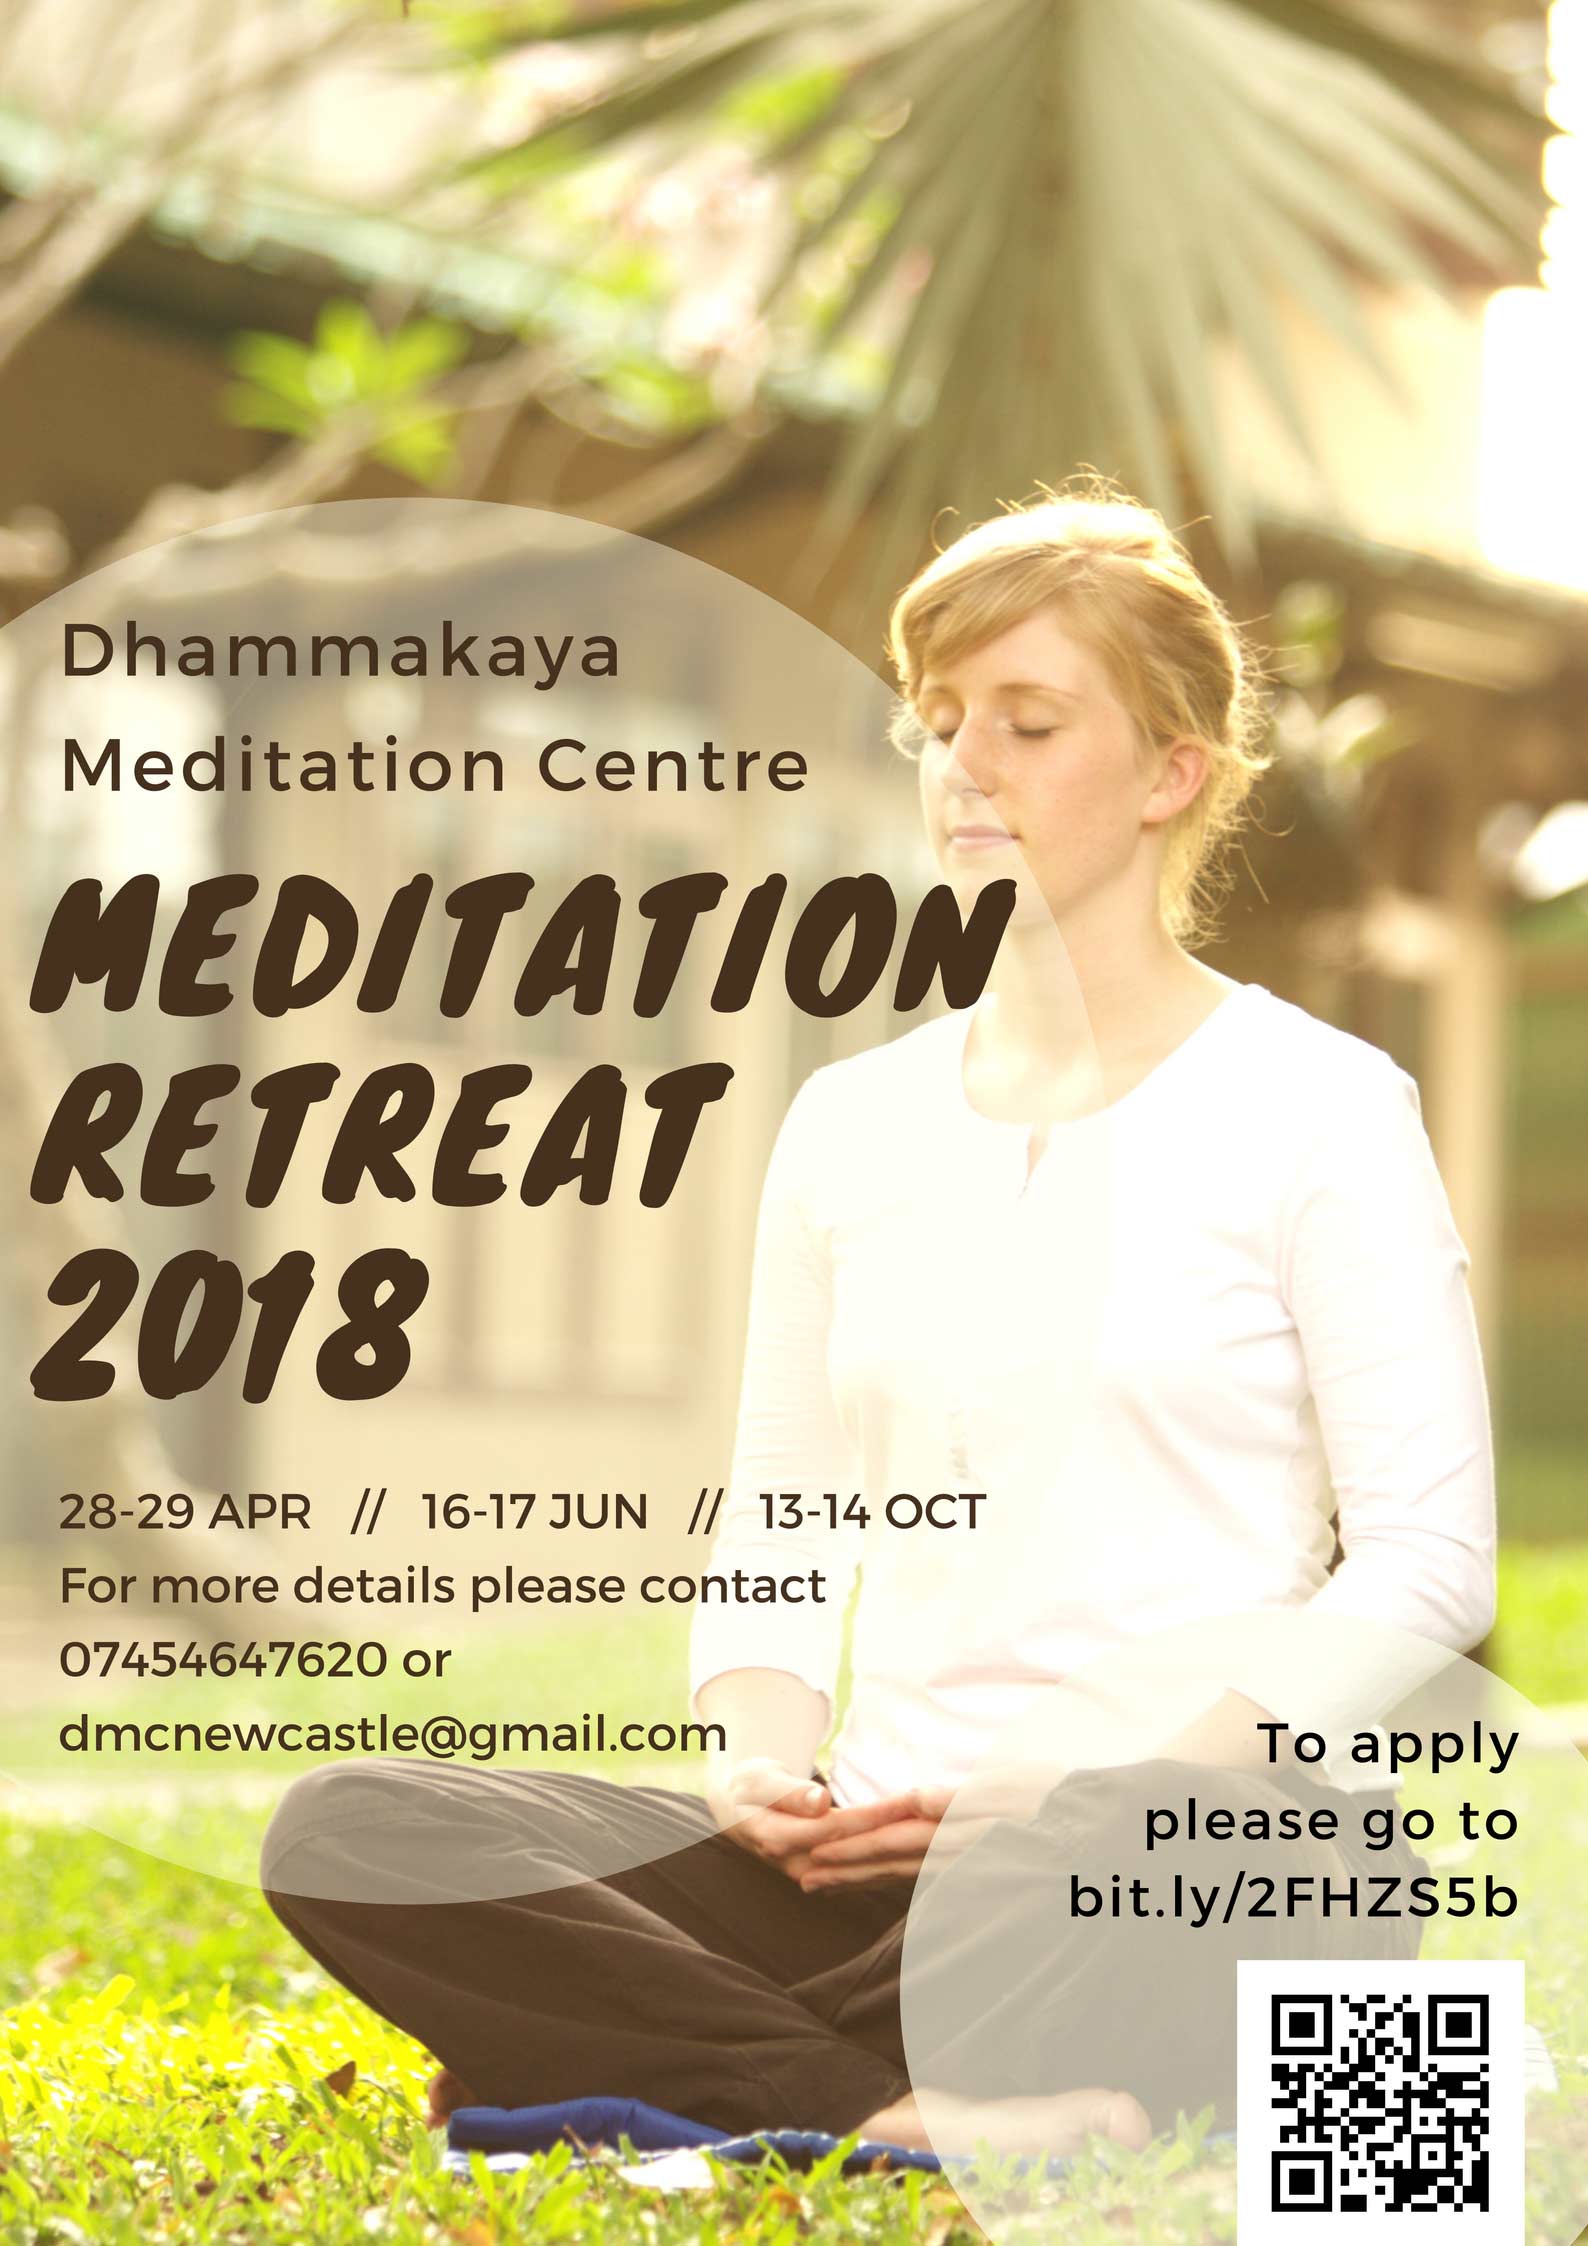 Dhammakaya
Meditation Centre
MEDITATION
RETREAT
2018
28-29 APR // 16-17 JUN // 13-14 OCT
For more details please contact
07454647620 or
dmcnewcastle@gmail.com
To apply
please go to
bit.ly/2FHZS5b